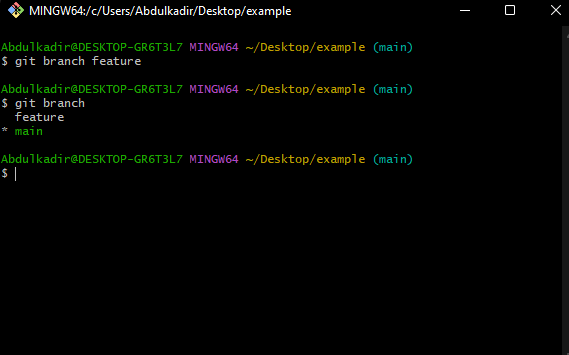 MINGW64:/c/Users/Abdulkadir/Desktop/example
Abdulkadir@DESKTOP-GR6T3L7 MINGW64 ~/Desktop/example (main)
$ git branch feature
Abdulkadir@DESKTOP-GR6T3L7 MINGW64 ~/Desktop/example (main)
$ git branch
  feature
* main
Abdulkadir@DESKTOP-GR6T3L7 MINGW64 ~/Desktop/example (main)
$